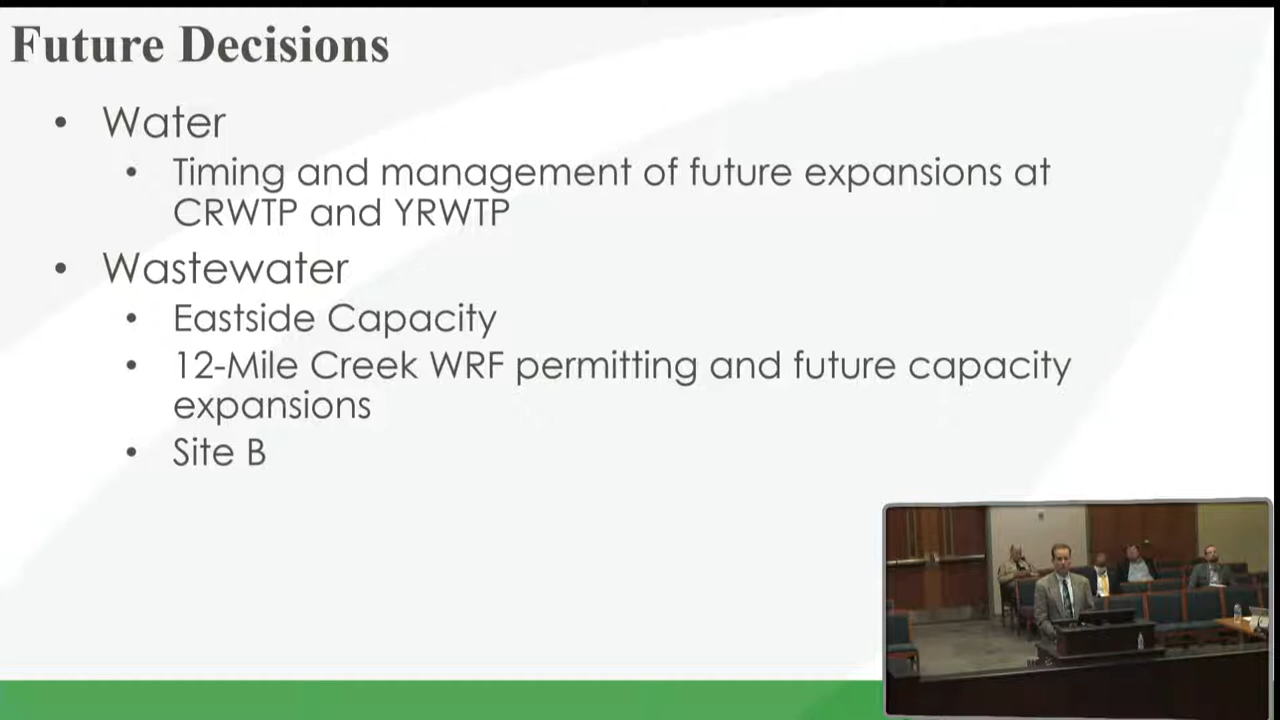 Future Decisions
• Water
• Timing and management of future expansions at
CRWTP and YRWTP
• Wastewater
• Eastside Capacity
• 12-Mile Creek WRF permitting and future capacity
expansions
• Site B